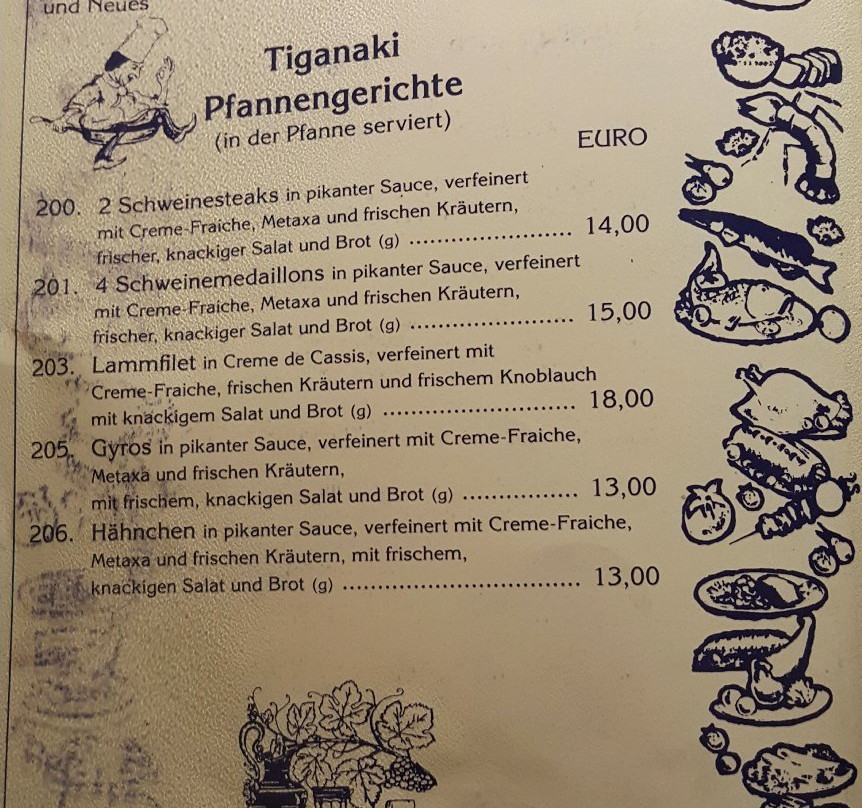 und Neues
Tiganaki
Pfannengerichte
(in der Pfanne serviert)
EURO
200. 2 Schweinesteaks in pikanter Sauce, verfeinert
mit Creme-Fraiche, Metaxa und frischen Kräutern,
frischer, knackiger Salat und Brot (g) ........................ 14,00
201. 4 Schweinemedaillons in pikanter Sauce, verfeinert
mit Creme-Fraiche, Metaxa und frischen Kräutern,
frischer, knackiger Salat und Brot (g) ........................ 15,00
203. Lammfilet in Creme de Cassis, verfeinert mit
Creme-Fraiche, frischen Kräutern und frischem Knoblauch
mit knackigem Salat und Brot (g) ............................ 18,00
205. Gyros in pikanter Sauce, verfeinert mit Creme-Fraiche,
Metaxa und frischen Kräutern,
mit frischem, knackigen Salat und Brot (g) ................. 13,00
206. Hähnchen in pikanter Sauce, verfeinert mit Creme-Fraiche,
Metaxa und frischen Kräutern, mit frischem,
knackigen Salat und Brot (g) ................................... 13,00